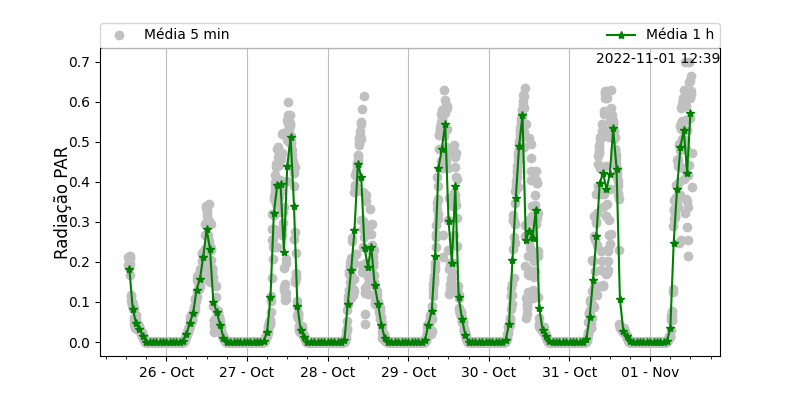 Média 5 min
Média 1 h
2022-11-01 12:39
Radiação PAR
0.7
0.6
0.5
0.4
0.3
0.2
0.1
0.0
26 - Oct
27 - Oct
28 - Oct
29 - Oct
30 - Oct
31 - Oct
01 - Nov